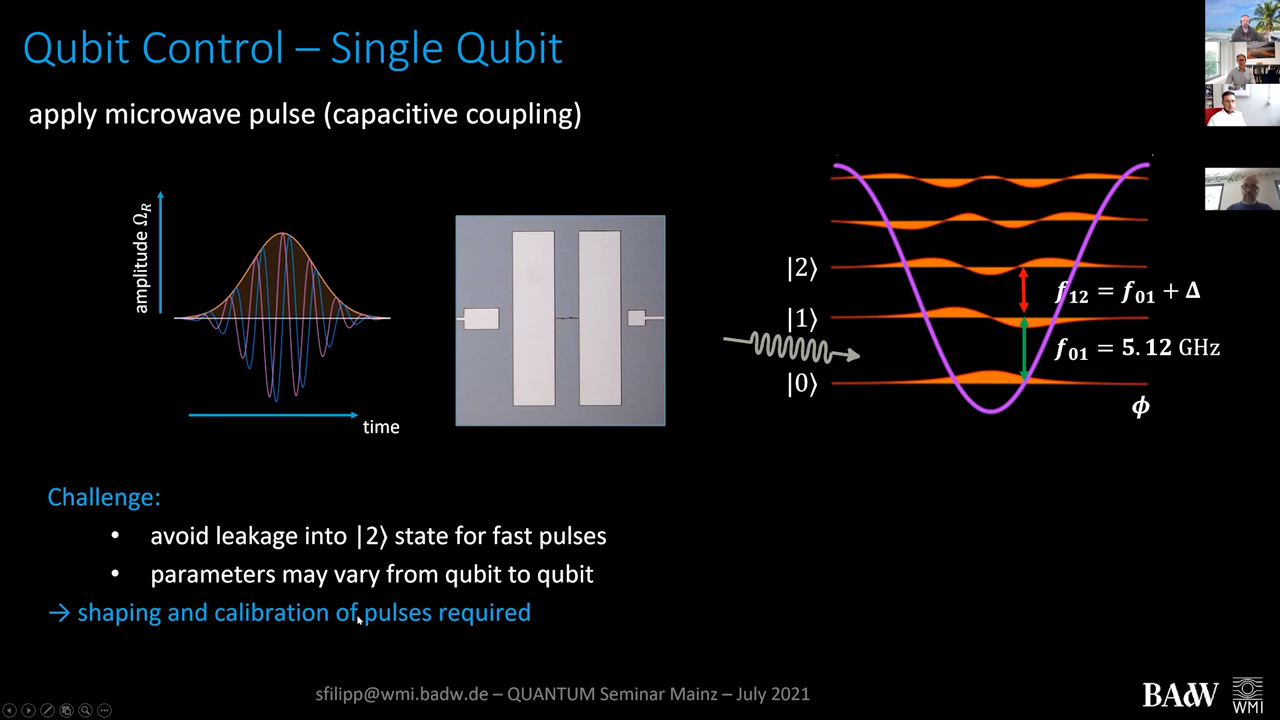 Qubit Control – Single Qubit
apply microwave pulse (capacitive coupling)
amplitude Ω_R
time
|2⟩
|1⟩
|0⟩
f₁₂ = f₀₁ + Δ
f₀₁ = 5.12 GHz
ϕ
Challenge:
• avoid leakage into |2⟩ state for fast pulses
• parameters may vary from qubit to qubit
→ shaping and calibration of pulses required
sfilipp@wmi.badw.de – QUANTUM Seminar Mainz – July 2021
BAdW
WMI